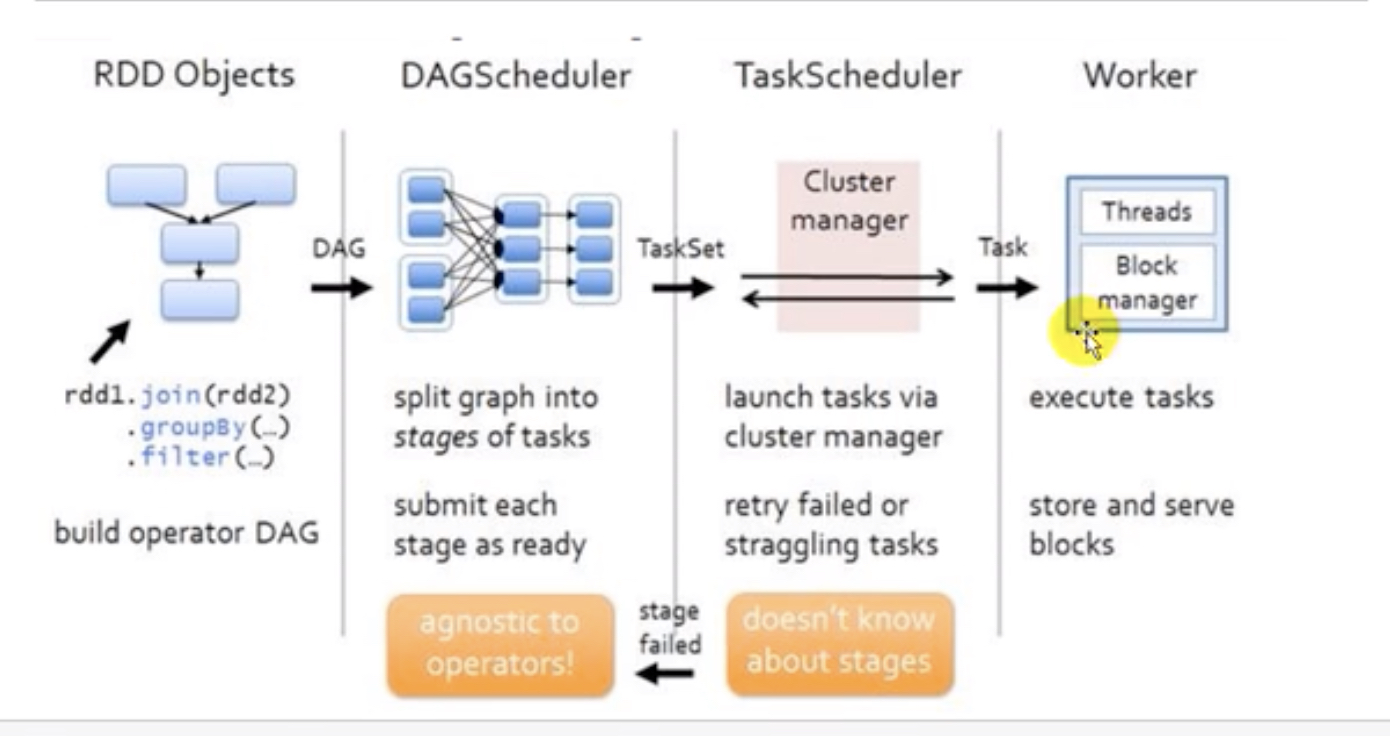 RDD Objects
DAGScheduler
TaskScheduler
Worker
DAG
TaskSet
Cluster
manager
Task
Threads
Block
manager
rdd1.join(rdd2)
.groupBy(…)
.filter(…)
build operator DAG
split graph into
stages of tasks
submit each
stage as ready
launch tasks via
cluster manager
retry failed or
straggling tasks
execute tasks
store and serve
blocks
agnostic to
operators!
stage
failed
doesn't know
about stages